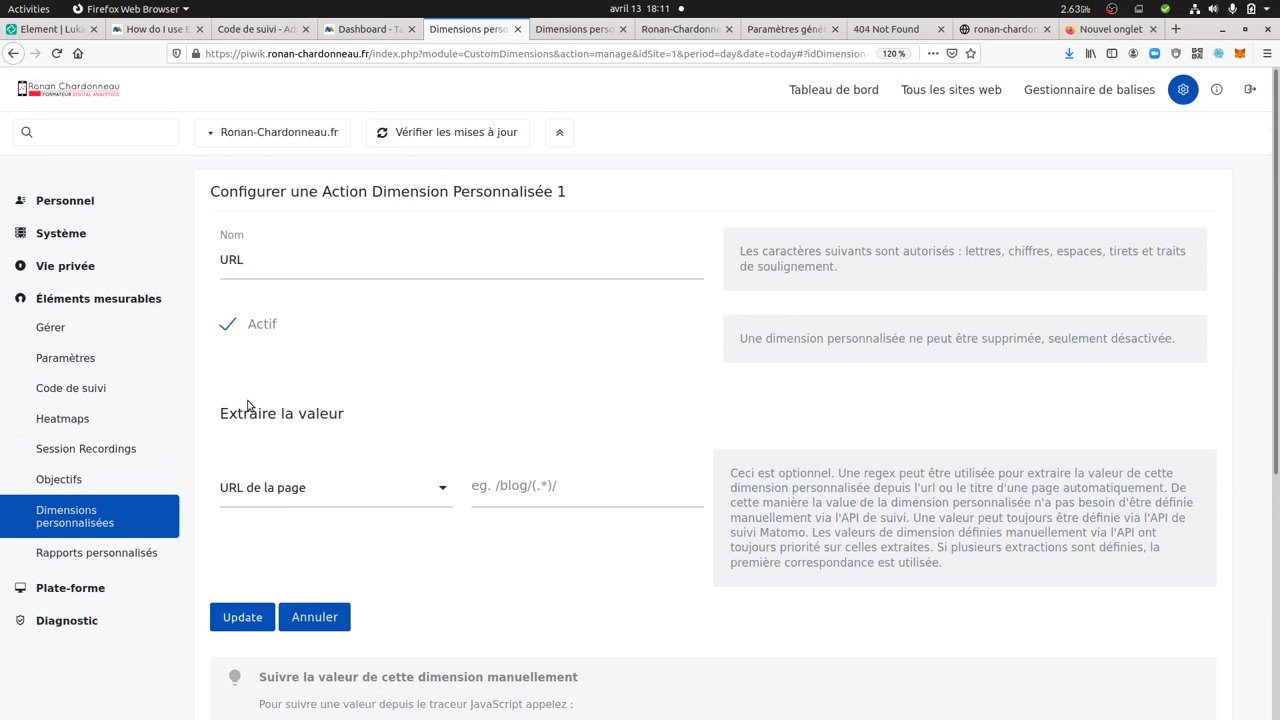 Activities
Firefox Web Browser
avril 13 18:11
2.63GiB
Element | Luka
How do I use E
Code de suivi - Ad
Dashboard - Ta
Dimensions perso
Dimensions perso
Ronan-Chardonne
Paramètres géné
404 Not Found
ronan-chardonn
Nouvel onglet
https://piwik.ronan-chardonneau.fr/index.php?module=CustomDimensions&action=manage&idSite=1&period=day&date=today#?idDimension
120 %
Ronan Chardonneau
FORMATEUR DIGITAL ANALYTICS
Tableau de bord
Tous les sites web
Gestionnaire de balises
Ronan-Chardonneau.fr
Vérifier les mises à jour
Personnel
Système
Vie privée
Éléments mesurables
Gérer
Paramètres
Code de suivi
Heatmaps
Session Recordings
Objectifs
Dimensions
personnalisées
Rapports personnalisés
Plate-forme
Diagnostic
Configurer une Action Dimension Personnalisée 1
Nom
URL
Les caractères suivants sont autorisés : lettres, chiffres, espaces, tirets et traits
de soulignement.
Actif
Une dimension personnalisée ne peut être supprimée, seulement désactivée.
Extraire la valeur
URL de la page
eg. /blog/(.*)/
Ceci est optionnel. Une regex peut être utilisée pour extraire la valeur de cette
dimension personnalisée depuis l'url ou le titre d'une page automatiquement. De
cette manière la value de la dimension personnalisée n'a pas besoin d'être définie
manuellement via l'API de suivi. Une valeur peut toujours être définie via l'API de
suivi Matomo. Les valeurs de dimension définies manuellement via l'API ont
toujours priorité sur celles extraites. Si plusieurs extractions sont définies, la
première correspondance est utilisée.
Update
Annuler
Suivre la valeur de cette dimension manuellement
Pour suivre une valeur depuis le traceur JavaScript appelez :